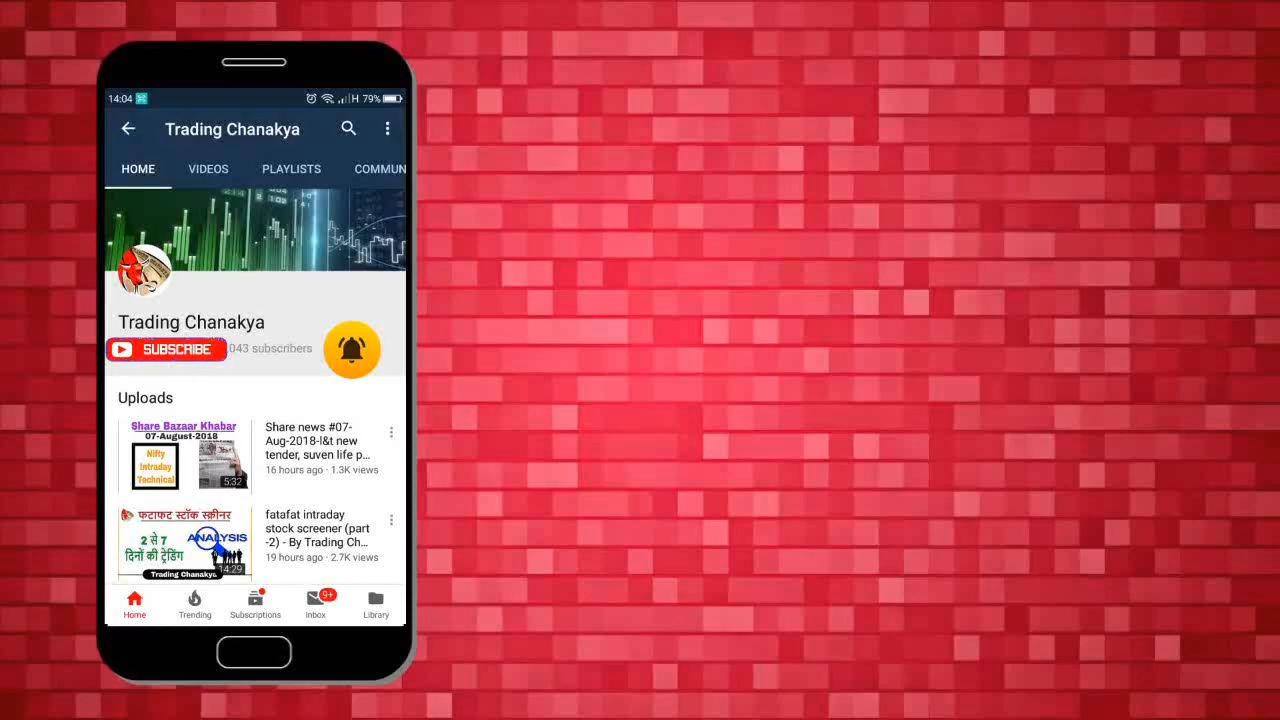 14:04
H 79%
Trading Chanakya
HOME VIDEOS PLAYLISTS COMMUN
Trading Chanakya
SUBSCRIBE
043 subscribers
Uploads
Share Bazaar Khabar
07-August-2018
Nifty
Intraday
Technical
5:32
Share news #07-
Aug-2018-l&t new
tender, suven life p...
16 hours ago · 1.3K views
फटाफट स्टॉक स्क्रीनर
2 से 7
दिनों की ट्रेडिंग
ANALYSIS
14:29
Trading Chanakya
fatafat intraday
stock screener (part
-2) - By Trading Ch...
19 hours ago · 2.7K views
9+
Home Trending Subscriptions Inbox Library